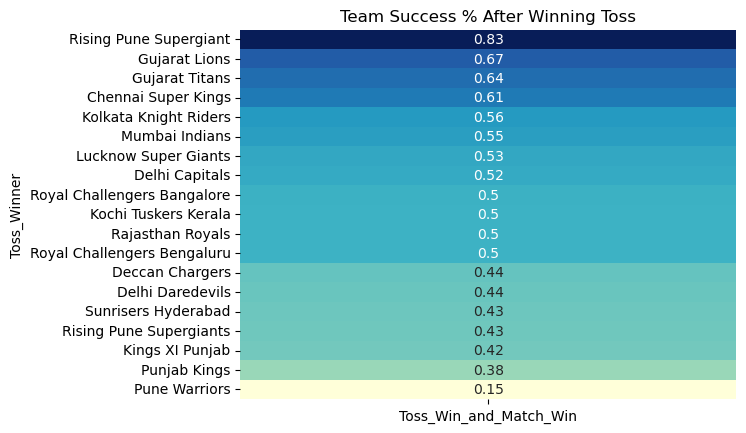 Team Success % After Winning Toss
Toss_Winner
Rising Pune Supergiant 0.83
Gujarat Lions 0.67
Gujarat Titans 0.64
Chennai Super Kings 0.61
Kolkata Knight Riders 0.56
Mumbai Indians 0.55
Lucknow Super Giants 0.53
Delhi Capitals 0.52
Royal Challengers Bangalore 0.5
Kochi Tuskers Kerala 0.5
Rajasthan Royals 0.5
Royal Challengers Bengaluru 0.5
Deccan Chargers 0.44
Delhi Daredevils 0.44
Sunrisers Hyderabad 0.43
Rising Pune Supergiants 0.43
Kings XI Punjab 0.42
Punjab Kings 0.38
Pune Warriors 0.15
Toss_Win_and_Match_Win